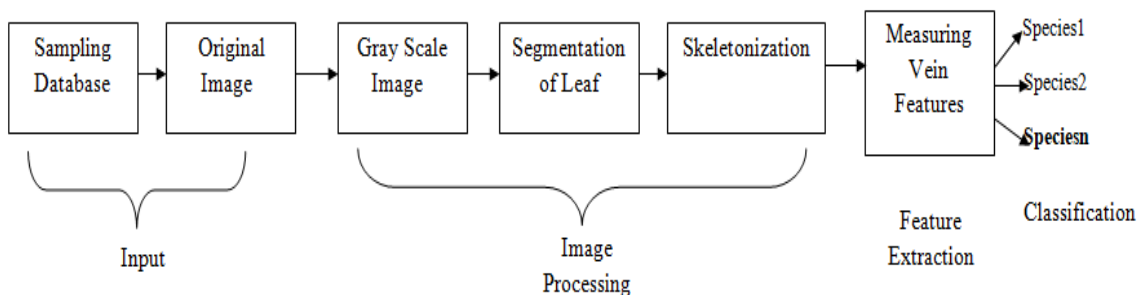 Sampling
Database
Original
Image
Gray Scale
Image
Segmentation
of Leaf
Skeletonization
Measuring
Vein
Features
Species1
Species2
Speciesn
Input
Image
Processing
Feature
Extraction
Classification